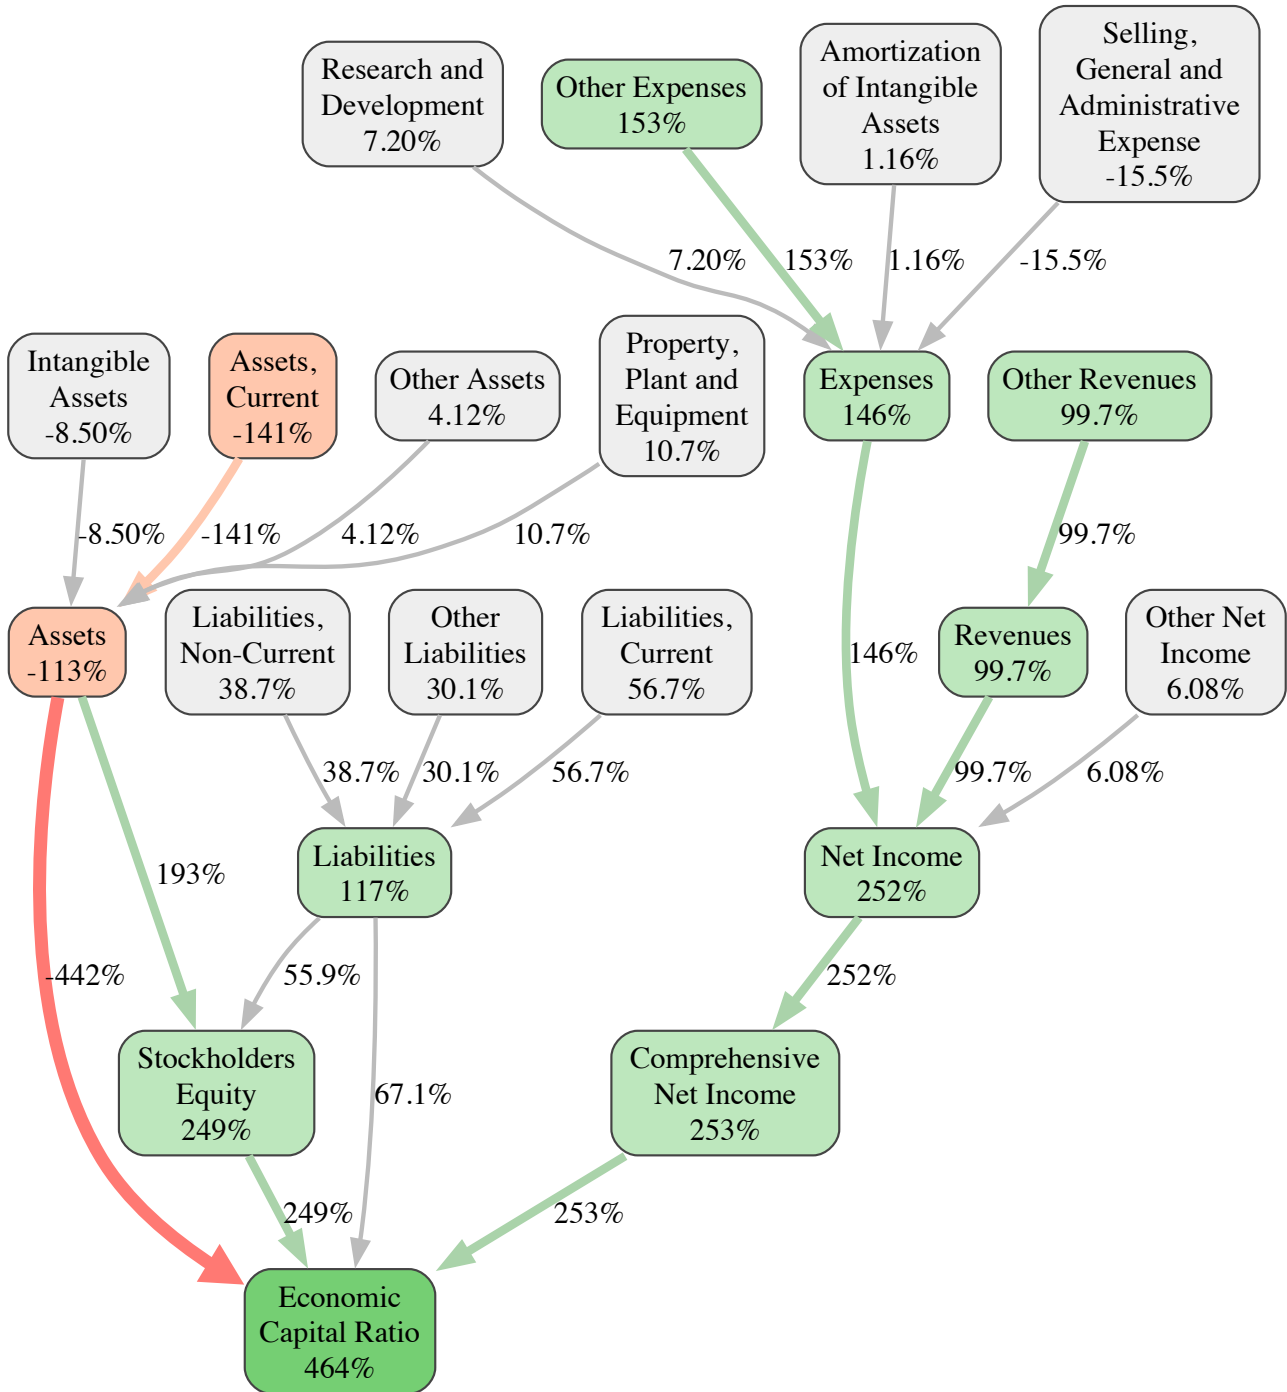 Research and
Development
7.20%
Other Expenses
153%
Amortization
of Intangible
Assets
1.16%
Selling,
General and
Administrative
Expense
-15.5%
7.20%
153%
1.16%
-15.5%
Intangible
Assets
-8.50%
Assets,
Current
-141%
Other Assets
4.12%
Property,
Plant and
Equipment
10.7%
Expenses
146%
Other Revenues
99.7%
-8.50%
-141%
4.12%
10.7%
99.7%
Assets
-113%
Liabilities,
Non-Current
38.7%
Other
Liabilities
30.1%
Liabilities,
Current
56.7%
146%
Revenues
99.7%
Other Net
Income
6.08%
38.7%
30.1%
56.7%
99.7%
6.08%
193%
Liabilities
117%
Net Income
252%
-442%
55.9%
252%
Stockholders
Equity
249%
67.1%
Comprehensive
Net Income
253%
249%
253%
Economic
Capital Ratio
464%